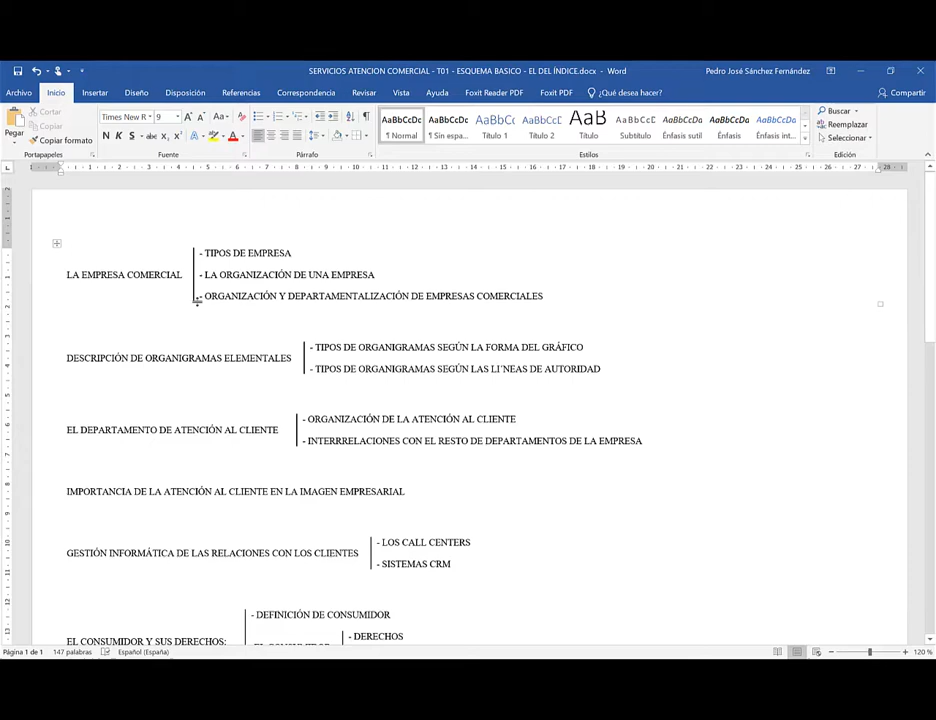 SERVICIOS ATENCION COMERCIAL - T01 - ESQUEMA BASICO - EL DEL ÍNDICE.docx - Word
Pedro José Sánchez Fernández
Archivo Inicio Insertar Diseño Disposición Referencias Correspondencia Revisar Vista Ayuda Foxit Reader PDF Foxit PDF ¿Qué desea hacer? Compartir
Pegar
Cortar
Copiar
Copiar formato
Portapapeles
Times New R 9
N K S abc x₂ x²
Fuente
Párrafo
AaBbCcDc AaBbCcDc AaBbCcI AaBbCcC AaB AaBbCcC AaBbCcDc AaBbCcDc AaBbCcDc
¶ Normal ¶ Sin espa... Título 1 Título 2 Título Subtítulo Énfasis sutil Énfasis Énfasis int...
Estilos
Buscar
Reemplazar
Seleccionar
Edición
LA EMPRESA COMERCIAL
- TIPOS DE EMPRESA
- LA ORGANIZACIÓN DE UNA EMPRESA
- ORGANIZACIÓN Y DEPARTAMENTALIZACIÓN DE EMPRESAS COMERCIALES
DESCRIPCIÓN DE ORGANIGRAMAS ELEMENTALES
- TIPOS DE ORGANIGRAMAS SEGÚN LA FORMA DEL GRÁFICO
- TIPOS DE ORGANIGRAMAS SEGÚN LAS LI´NEAS DE AUTORIDAD
EL DEPARTAMENTO DE ATENCIÓN AL CLIENTE
- ORGANIZACIÓN DE LA ATENCIÓN AL CLIENTE
- INTERRRELACIONES CON EL RESTO DE DEPARTAMENTOS DE LA EMPRESA
IMPORTANCIA DE LA ATENCIÓN AL CLIENTE EN LA IMAGEN EMPRESARIAL
GESTIÓN INFORMÁTICA DE LAS RELACIONES CON LOS CLIENTES
- LOS CALL CENTERS
- SISTEMAS CRM
EL CONSUMIDOR Y SUS DERECHOS:
- DEFINICIÓN DE CONSUMIDOR
- DERECHOS
Página 1 de 1 147 palabras Español (España) 120 %